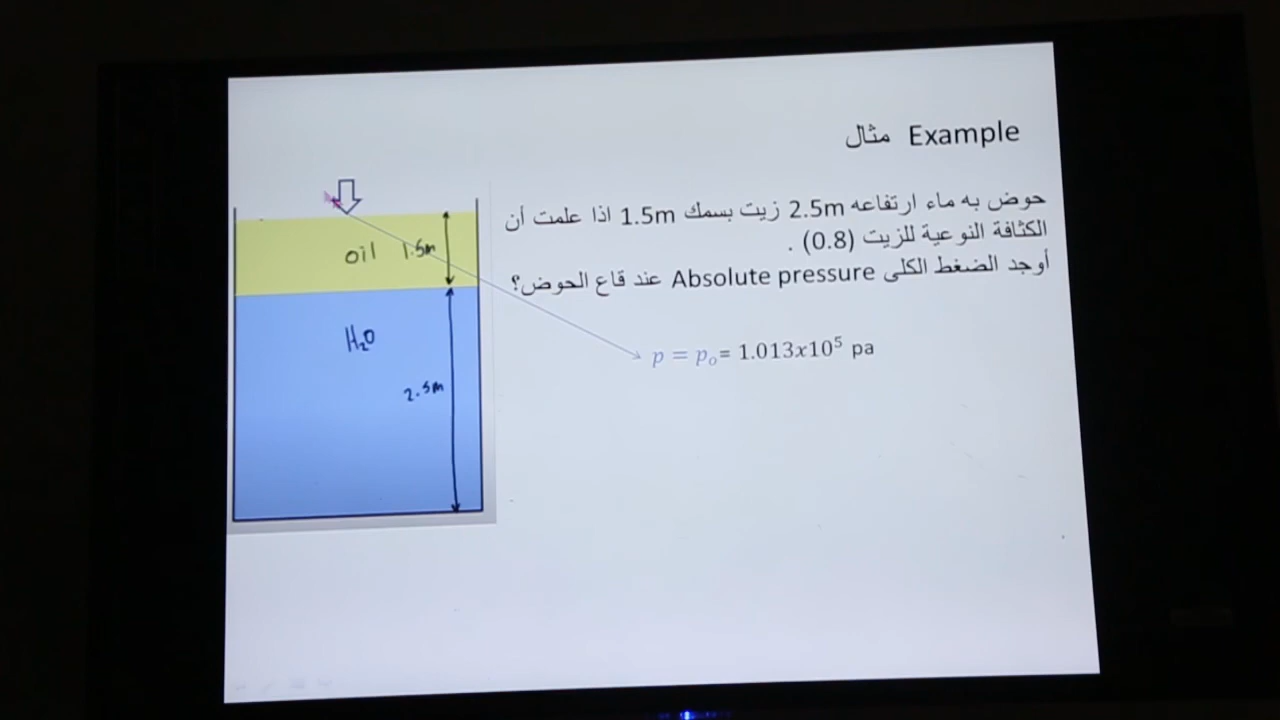 مثال Example
حوض به ماء ارتفاعه 2.5m زيت بسمك 1.5m اذا علمت أن
الكثافة النوعية للزيت (0.8) .
أوجد الضغط الكلى Absolute pressure عند قاع الحوض؟
p = pₒ= 1.013x10⁵ pa
oil 1.5m
H₂O
2.5m